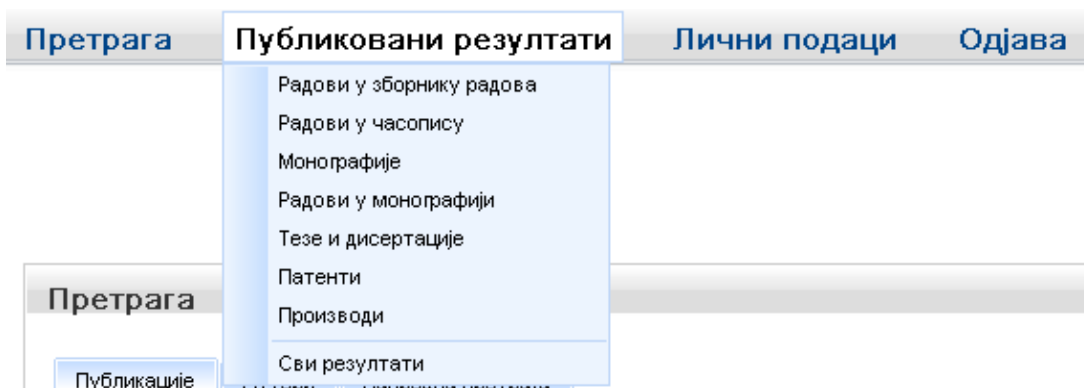 Претрага Публиковани резултати Лични подаци Одјава
Радови у зборнику радова
Радови у часопису
Монографије
Радови у монографији
Тезе и дисертације
Патенти
Производи
Сви резултати
Претрага
Публикације